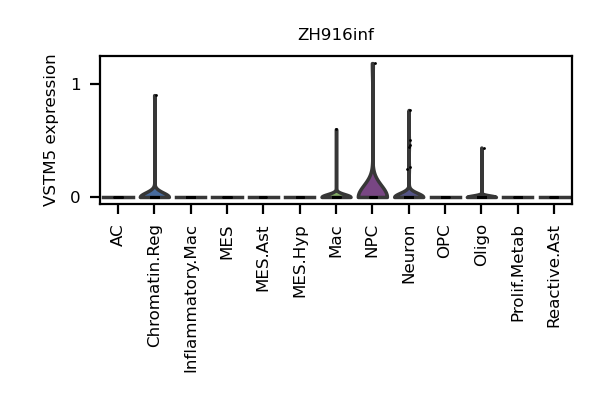 ZH916inf
VSTM5 expression
1
0
AC
Chromatin.Reg
Inflammatory.Mac
MES
MES.Ast
MES.Hyp
Mac
NPC
Neuron
OPC
Oligo
Prolif.Metab
Reactive.Ast